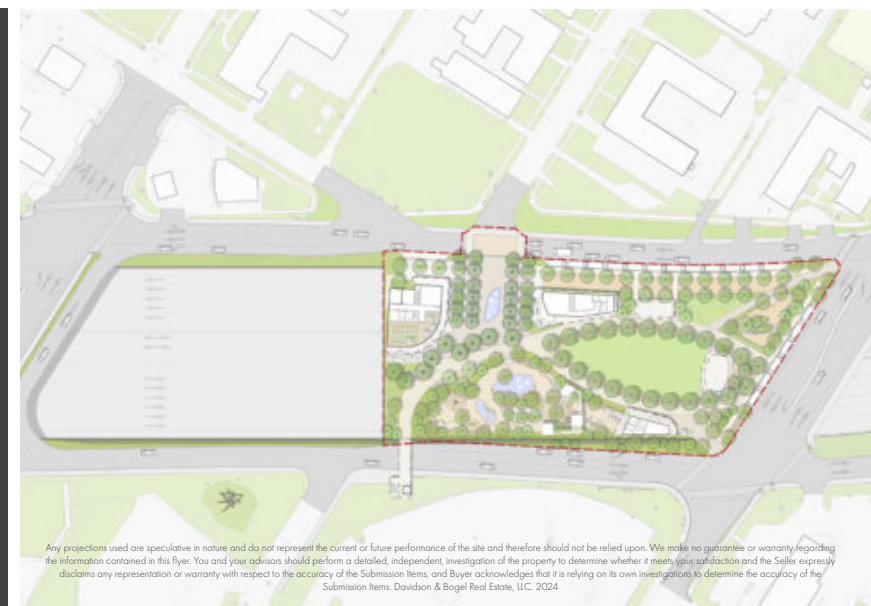 Any projections used are speculative in nature and do not represent the current or future performance of the site and therefore should not be relied upon. We make no guarantee or warranty regarding
the information contained in this flyer. You and your advisors should perform a detailed, independent, investigation of the property to determine whether it meets your satisfaction and the Seller expressly
disclaims any representation or warranty with respect to the accuracy of the Submission Items, and Buyer acknowledges that it is relying on its own investigations to determine the accuracy of the
Submission Items. Davidson & Bogel Real Estate, LLC. 2024